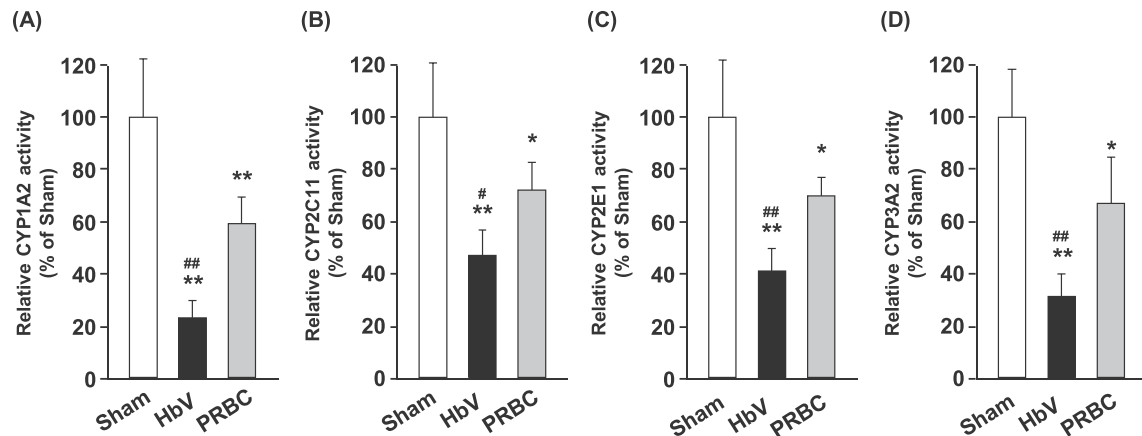 (A)
Relative CYP1A2 activity
(% of Sham)
120
100
80
60
40
20
0
##
**
**
Sham
HbV
PRBC
(B)
Relative CYP2C11 activity
(% of Sham)
120
100
80
60
40
20
0
#
**
*
Sham
HbV
PRBC
(C)
Relative CYP2E1 activity
(% of Sham)
120
100
80
60
40
20
0
##
**
*
Sham
HbV
PRBC
(D)
Relative CYP3A2 activity
(% of Sham)
120
100
80
60
40
20
0
##
**
*
Sham
HbV
PRBC